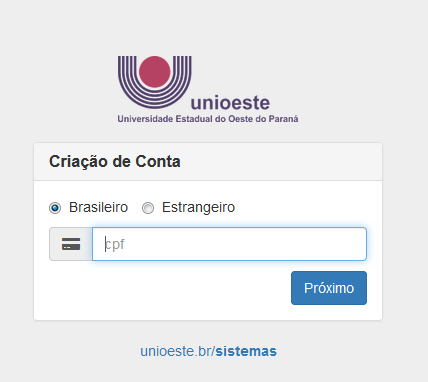 unioeste
Universidade Estadual do Oeste do Paraná
Criação de Conta
Brasileiro Estrangeiro
cpf
Próximo
unioeste.br/sistemas